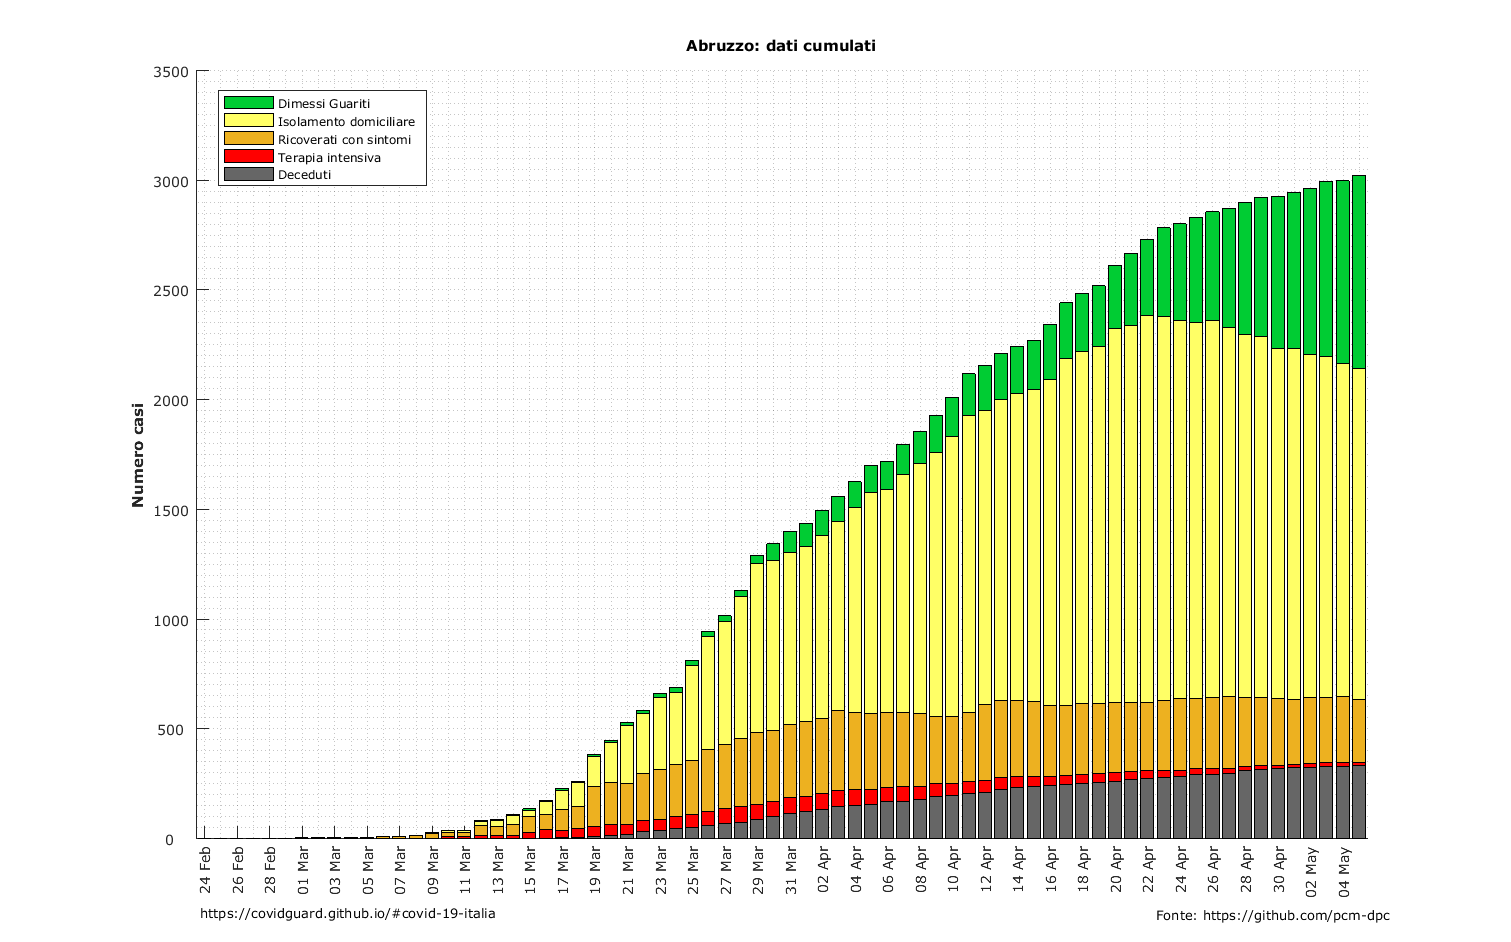 Abruzzo: dati cumulati
3500
3000
2500
2000
1500
1000
500
0
Numero casi
Dimessi Guariti
Isolamento domiciliare
Ricoverati con sintomi
Terapia intensiva
Deceduti
24 Feb
26 Feb
28 Feb
01 Mar
03 Mar
05 Mar
07 Mar
09 Mar
11 Mar
13 Mar
15 Mar
17 Mar
19 Mar
21 Mar
23 Mar
25 Mar
27 Mar
29 Mar
31 Mar
02 Apr
04 Apr
06 Apr
08 Apr
10 Apr
12 Apr
14 Apr
16 Apr
18 Apr
20 Apr
22 Apr
24 Apr
26 Apr
28 Apr
30 Apr
02 May
04 May
https://covidguard.github.io/#covid-19-italia
Fonte: https://github.com/pcm-dpc